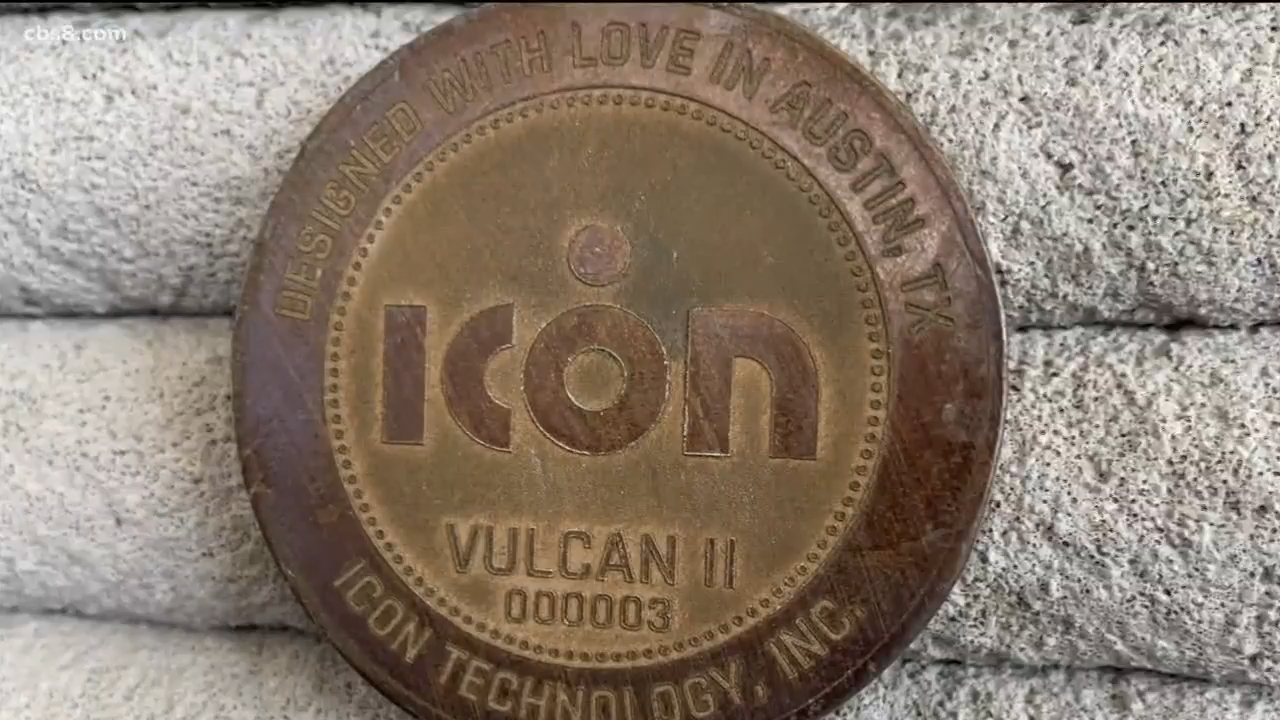 cbs8.com
DESIGNED WITH LOVE IN AUSTIN, TX
ICON
VULCAN II
000003
ICON TECHNOLOGY, INC.